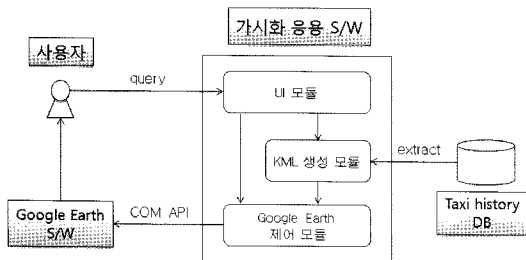 가시화 응용 S/W
사용자
query
UI 모듈
extract
KML 생성 모듈
Taxi history
DB
Google Earth
S/W
COM API
Google Earth
제어 모듈